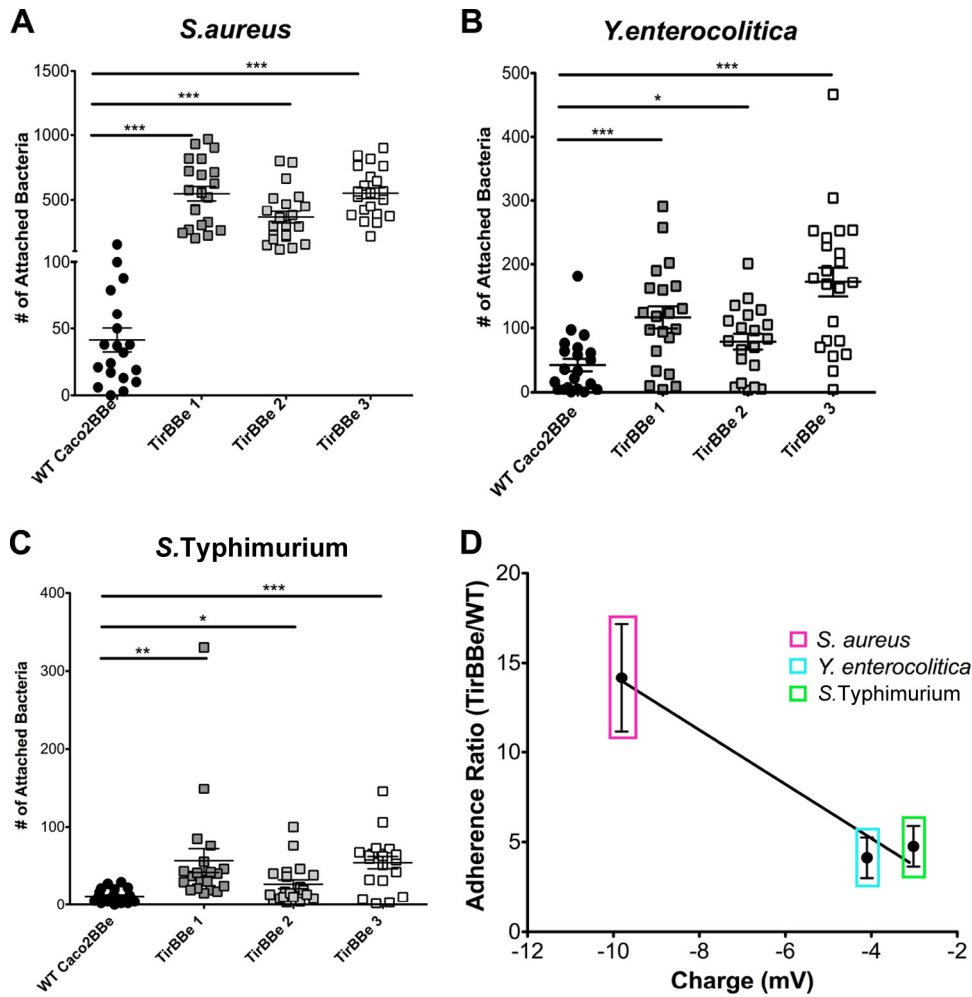 A
S.aureus
# of Attached Bacteria
1500
1000
500
100
50
0
***
***
***
WT Caco2BBe
TirBBe 1
TirBBe 2
TirBBe 3
B
Y.enterocolitica
# of Attached Bacteria
500
400
300
200
100
0
***
*
***
WT Caco2BBe
TirBBe 1
TirBBe 2
TirBBe 3
C
S.Typhimurium
# of Attached Bacteria
400
300
200
100
0
***
*
**
WT Caco2BBe
TirBBe 1
TirBBe 2
TirBBe 3
D
Adherence Ratio (TirBBe/WT)
20
15
10
5
0
S. aureus
Y. enterocolitica
S.Typhimurium
-12
-10
-8
-6
-4
-2
Charge (mV)